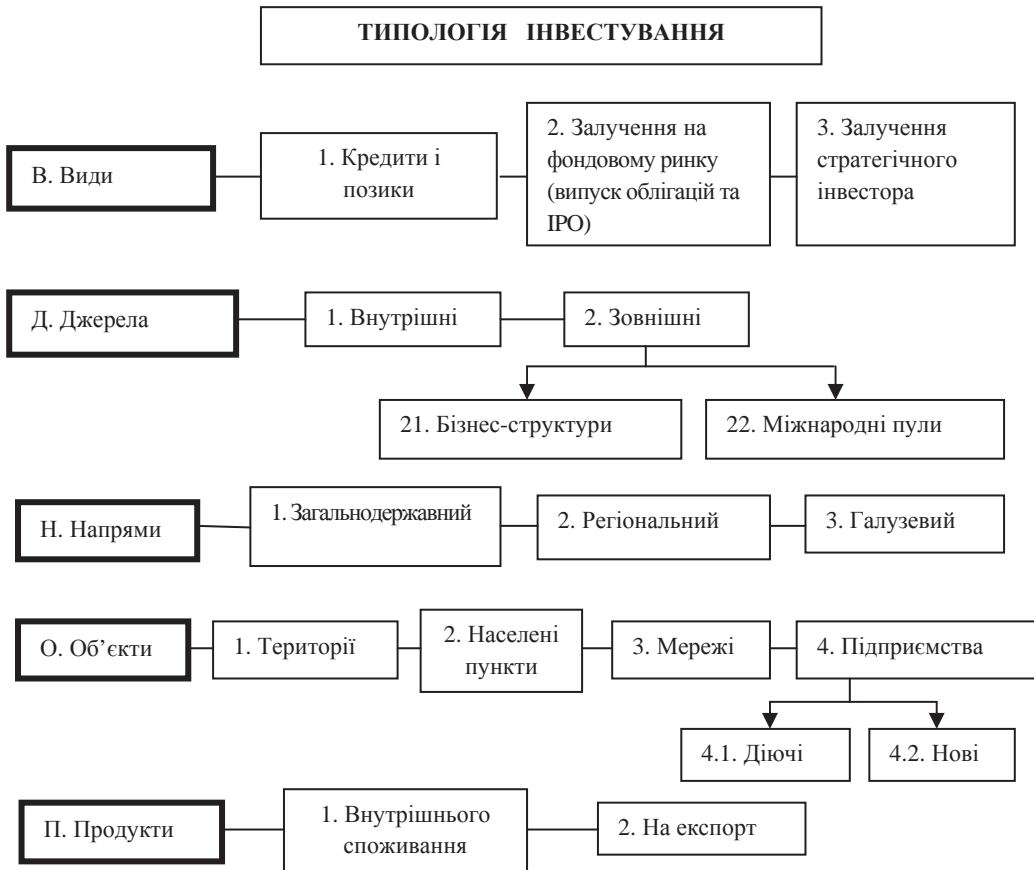 ТИПОЛОГІЯ ІНВЕСТУВАННЯ
В. Види
1. Кредити і
позики
2. Залучення на
фондовому ринку
(випуск облігацій та
ІРО)
3. Залучення
стратегічного
інвестора
Д. Джерела
1. Внутрішні
2. Зовнішні
21. Бізнес-структури
22. Міжнародні пули
Н. Напрями
1. Загальнодержавний
2. Регіональний
3. Галузевий
О. Об’єкти
1. Території
2. Населені
пункти
3. Мережі
4. Підприємства
4.1. Діючі
4.2. Нові
П. Продукти
1. Внутрішнього
споживання
2. На експорт